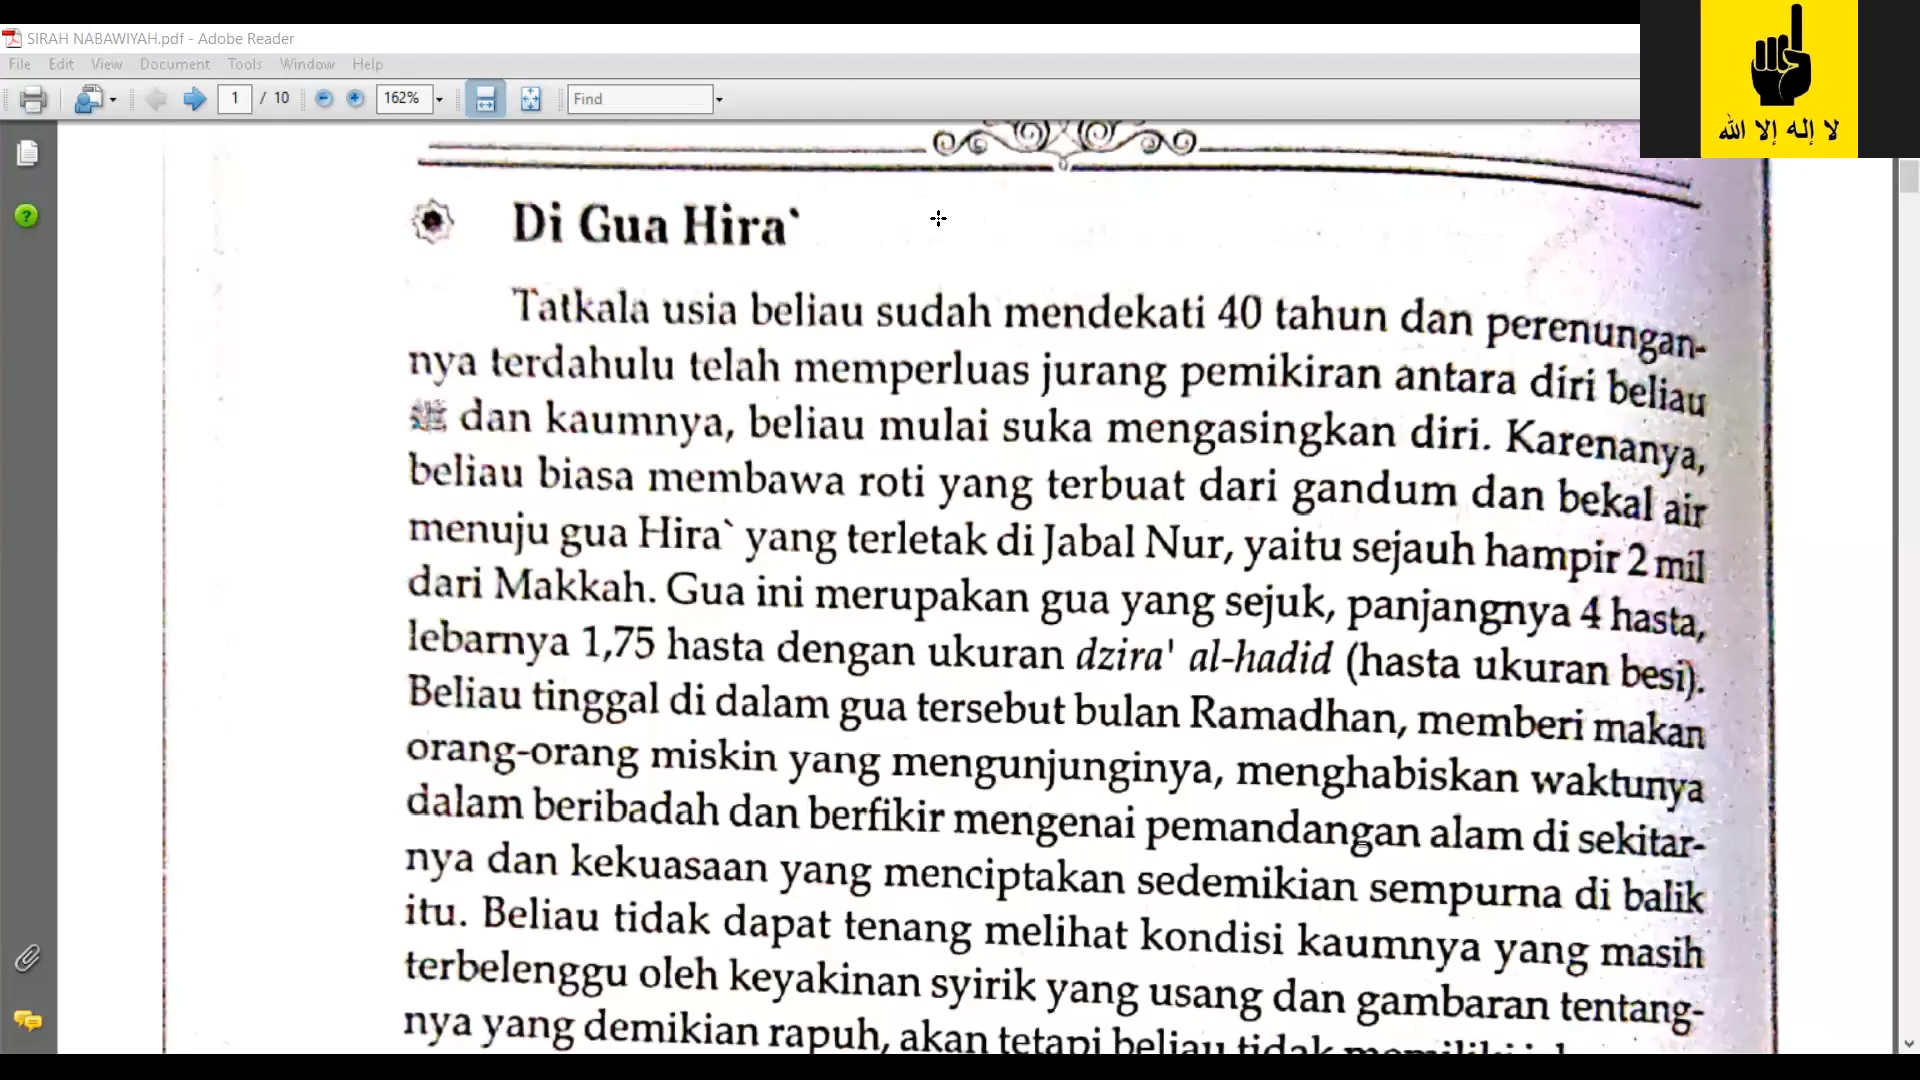 SIRAH NABAWIYAH.pdf - Adobe Reader
File Edit View Document Tools Window Help
1 / 10 162% Find
لا إله إلا الله
Di Gua Hira`
Tatkala usia beliau sudah mendekati 40 tahun dan perenungan-
nya terdahulu telah memperluas jurang pemikiran antara diri beliau
ﷺ dan kaumnya, beliau mulai suka mengasingkan diri. Karenanya,
beliau biasa membawa roti yang terbuat dari gandum dan bekal air
menuju gua Hira` yang terletak di Jabal Nur, yaitu sejauh hampir 2 mil
dari Makkah. Gua ini merupakan gua yang sejuk, panjangnya 4 hasta,
lebarnya 1,75 hasta dengan ukuran dzira' al-hadid (hasta ukuran besi).
Beliau tinggal di dalam gua tersebut bulan Ramadhan, memberi makan
orang-orang miskin yang mengunjunginya, menghabiskan waktunya
dalam beribadah dan berfikir mengenai pemandangan alam di sekitar-
nya dan kekuasaan yang menciptakan sedemikian sempurna di balik
itu. Beliau tidak dapat tenang melihat kondisi kaumnya yang masih
terbelenggu oleh keyakinan syirik yang usang dan gambaran tentang-
nya yang demikian rapuh, akan tetapi beliau tidak